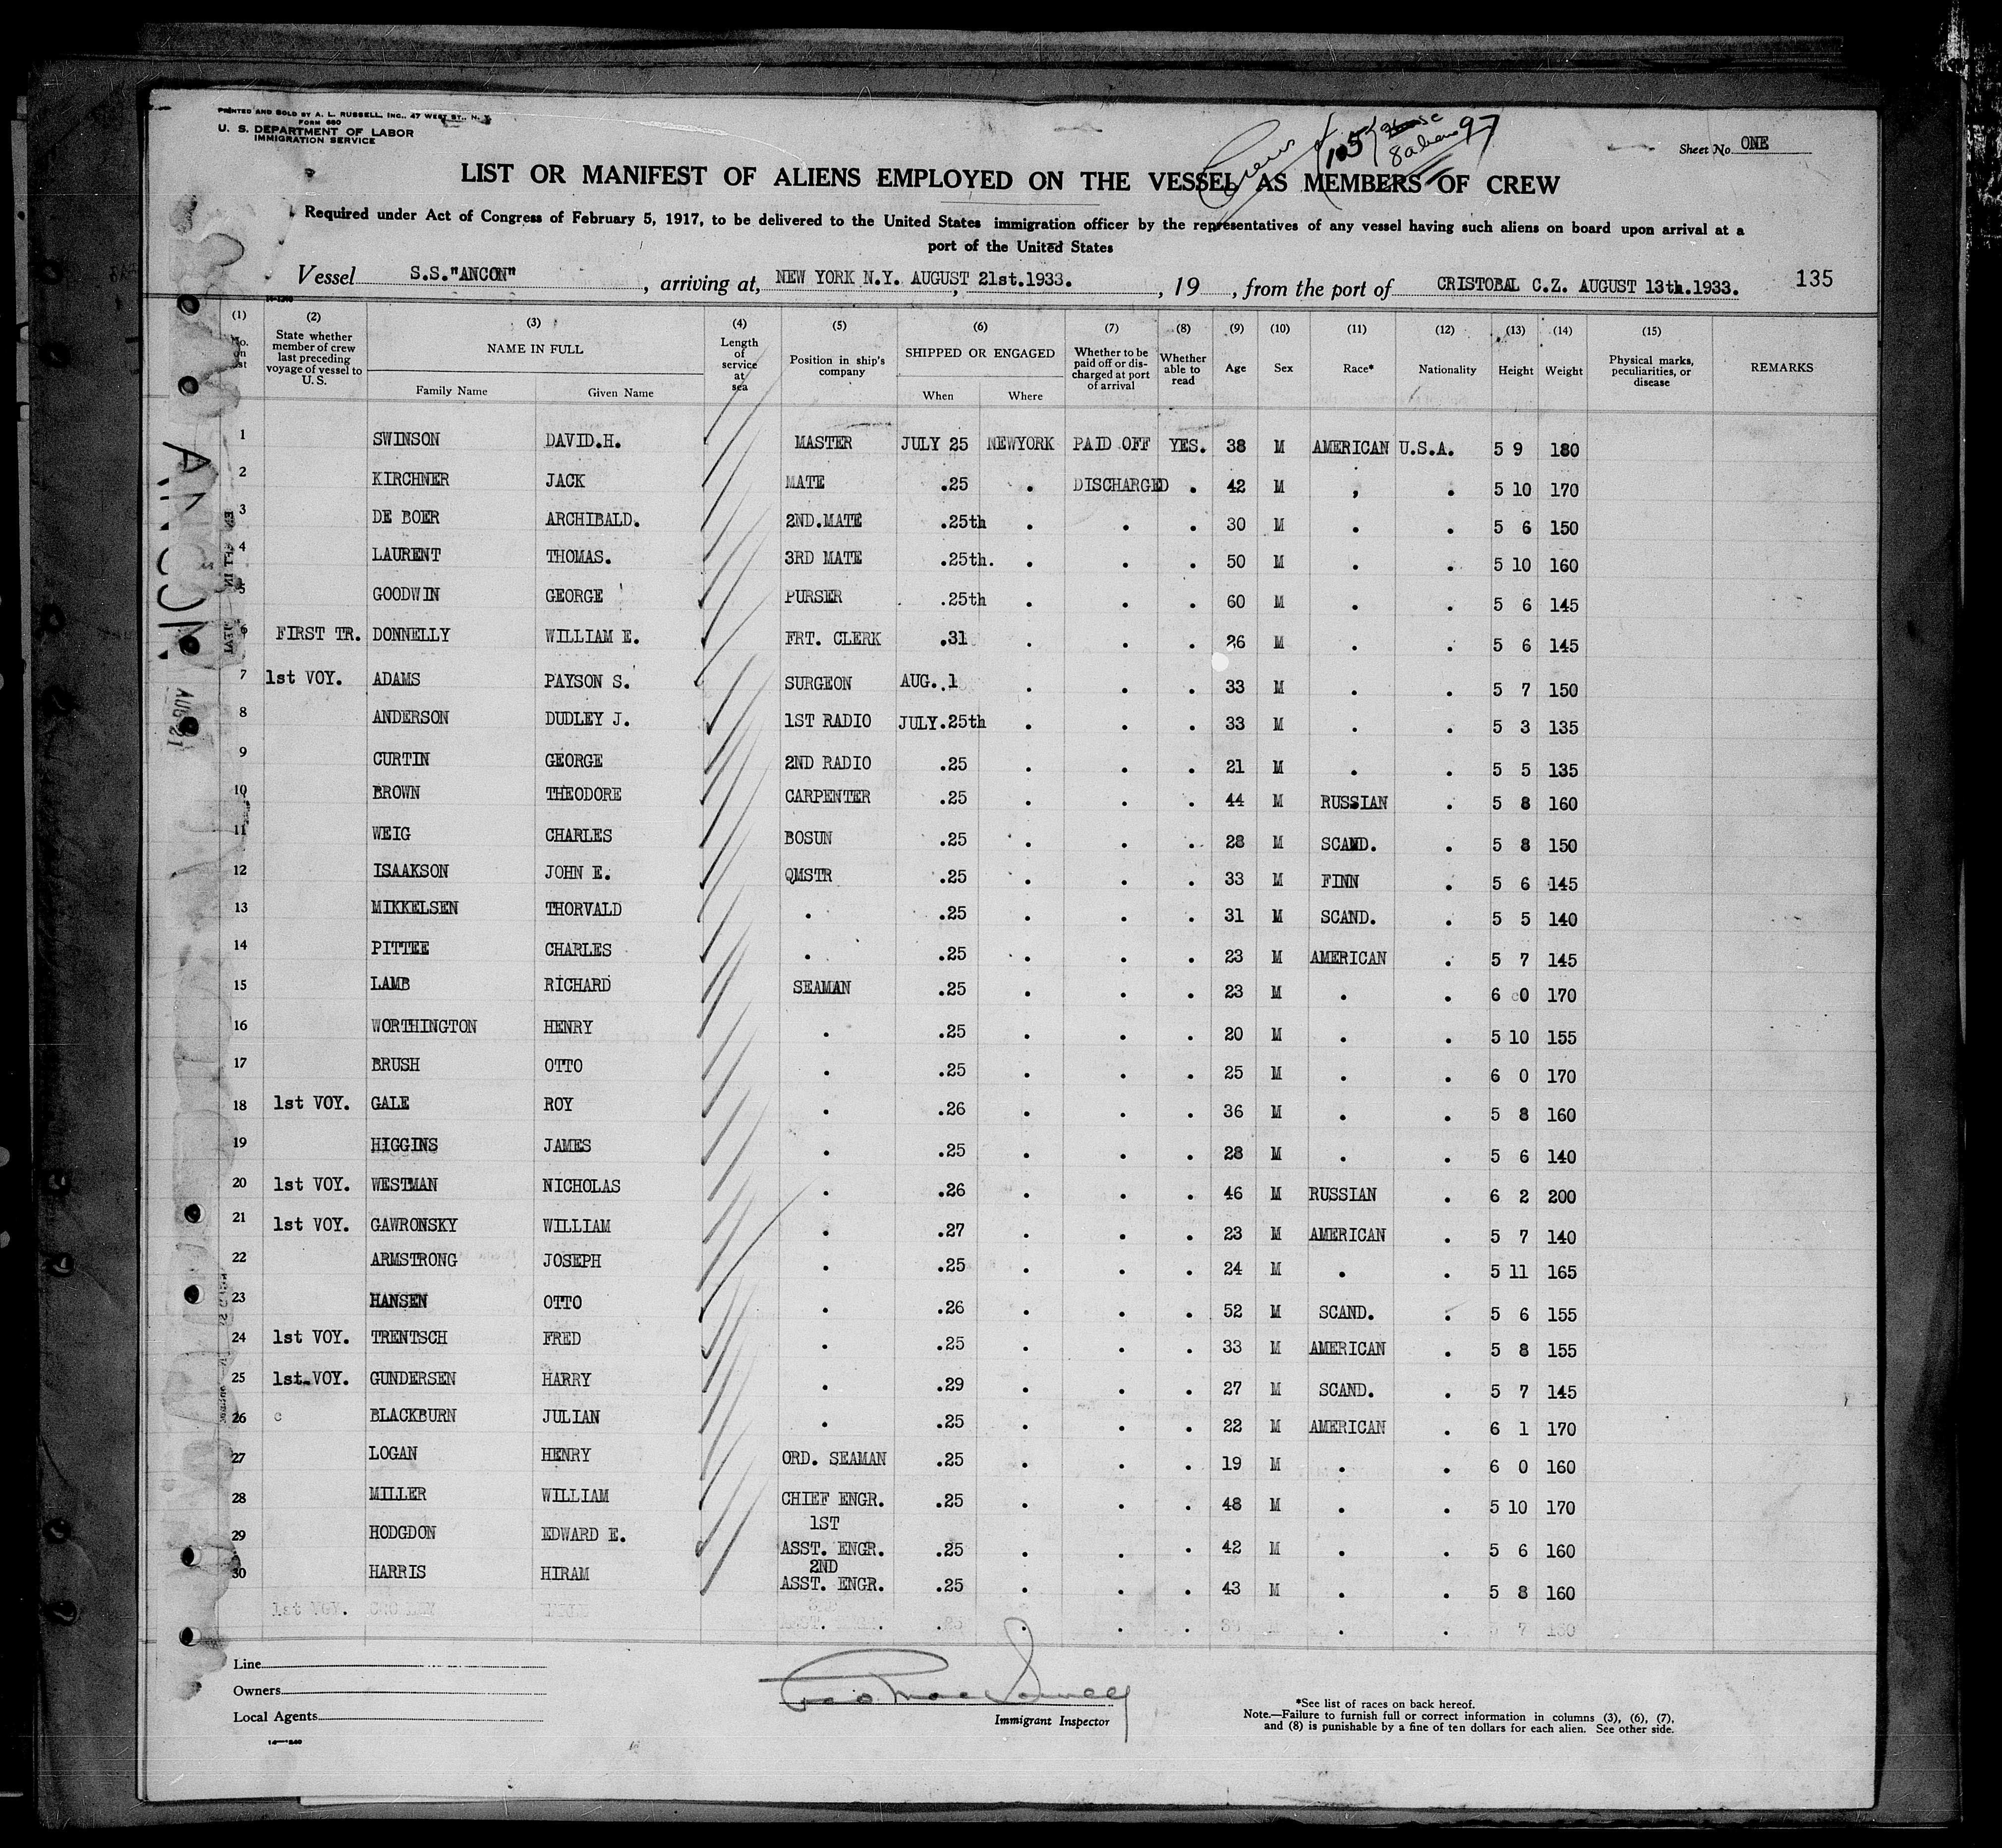 PRINTED AND SOLD BY A. L. RUSSELL, INC., 47 WEST ST., N. Y.
FORM 680
U. S. DEPARTMENT OF LABOR
IMMIGRATION SERVICE
Sheet No. ONE
105 97
LIST OR MANIFEST OF ALIENS EMPLOYED ON THE VESSEL AS MEMBERS OF CREW
Required under Act of Congress of February 5, 1917, to be delivered to the United States immigration officer by the representatives of any vessel having such aliens on board upon arrival at a
port of the United States
Vessel S.S."ANCON" , arriving at, NEW YORK N.Y. AUGUST 21st.1933. , 19 , from the port of CRISTOBAL C.Z. AUGUST 13th.1933. 135
14-1240
(1) (2) State whether member of crew last preceding voyage of vessel to U. S. (3) NAME IN FULL Family Name Given Name (4) Length of service at sea (5) Position in ship's company (6) SHIPPED OR ENGAGED When Where (7) Whether to be paid off or discharged at port of arrival (8) Whether able to read (9) Age (10) Sex (11) Race* (12) Nationality (13) Height (14) Weight (15) Physical marks, peculiarities, or disease REMARKS
1 SWINSON DAVID.H. MASTER JULY 25 NEWYORK PAID OFF YES. 38 M AMERICAN U.S.A. 5 9 180
2 KIRCHNER JACK MATE .25 . DISCHARGED . 42 M , . 5 10 170
3 DE BOER ARCHIBALD. 2ND.MATE .25th . . . 30 M . . 5 6 150
4 LAURENT THOMAS. 3RD MATE .25th. . . . 50 M . . 5 10 160
5 GOODWIN GEORGE PURSER .25th . . . 60 M . . 5 6 145
6 FIRST TR. DONNELLY WILLIAM E. FRT. CLERK .31 . . . 26 M . . 5 6 145
7 1st VOY. ADAMS PAYSON S. SURGEON AUG. 1 . . . 33 M . . 5 7 150
8 ANDERSON DUDLEY J. 1ST RADIO JULY.25th . . . 33 M . . 5 3 135
9 CURTIN GEORGE 2ND RADIO .25 . . . 21 M . . 5 5 135
10 BROWN THEODORE CARPENTER .25 . . . 44 M RUSSIAN . 5 8 160
11 WEIG CHARLES BOSUN .25 . . . 28 M SCAND. . 5 8 150
12 ISAAKSON JOHN E. QMSTR .25 . . . 33 M FINN . 5 6 145
13 MIKKELSEN THORVALD . .25 . . . 31 M SCAND. . 5 5 140
14 PITTEE CHARLES . .25 . . . 23 M AMERICAN . 5 7 145
15 LAMB RICHARD SEAMAN .25 . . . 23 M . . 6 0 170
16 WORTHINGTON HENRY . .25 . . . 20 M . . 5 10 155
17 BRUSH OTTO . .25 . . . 25 M . . 6 0 170
18 1st VOY. GALE ROY . .26 . . . 36 M . . 5 8 160
19 HIGGINS JAMES . .25 . . . 28 M . . 5 6 140
20 1st VOY. WESTMAN NICHOLAS . .26 . . . 46 M RUSSIAN . 6 2 200
21 1st VOY. GAWRONSKY WILLIAM . .27 . . . 23 M AMERICAN . 5 7 140
22 ARMSTRONG JOSEPH . .25 . . . 24 M . . 5 11 165
23 HANSEN OTTO . .26 . . . 52 M SCAND. . 5 6 155
24 1st VOY. TRENTSCH FRED . .25 . . . 33 M AMERICAN . 5 8 155
25 1st VOY. GUNDERSEN HARRY . .29 . . . 27 M SCAND. . 5 7 145
26 BLACKBURN JULIAN . .25 . . . 22 M AMERICAN . 6 1 170
27 LOGAN HENRY ORD. SEAMAN .25 . . . 19 M . . 6 0 160
28 MILLER WILLIAM CHIEF ENGR. .25 . . . 48 M . . 5 10 170
29 HODGDON EDWARD E. 1ST ASST. ENGR. .25 . . . 42 M . . 5 6 160
30 HARRIS HIRAM 2ND ASST. ENGR. .25 . . . 43 M . . 5 8 160
1st VOY.
Line
Owners
Local Agents
Immigrant Inspector
*See list of races on back hereof.
Note.—Failure to furnish full or correct information in columns (3), (6), (7),
and (8) is punishable by a fine of ten dollars for each alien. See other side.
14-1240
ANCON
AUG 21